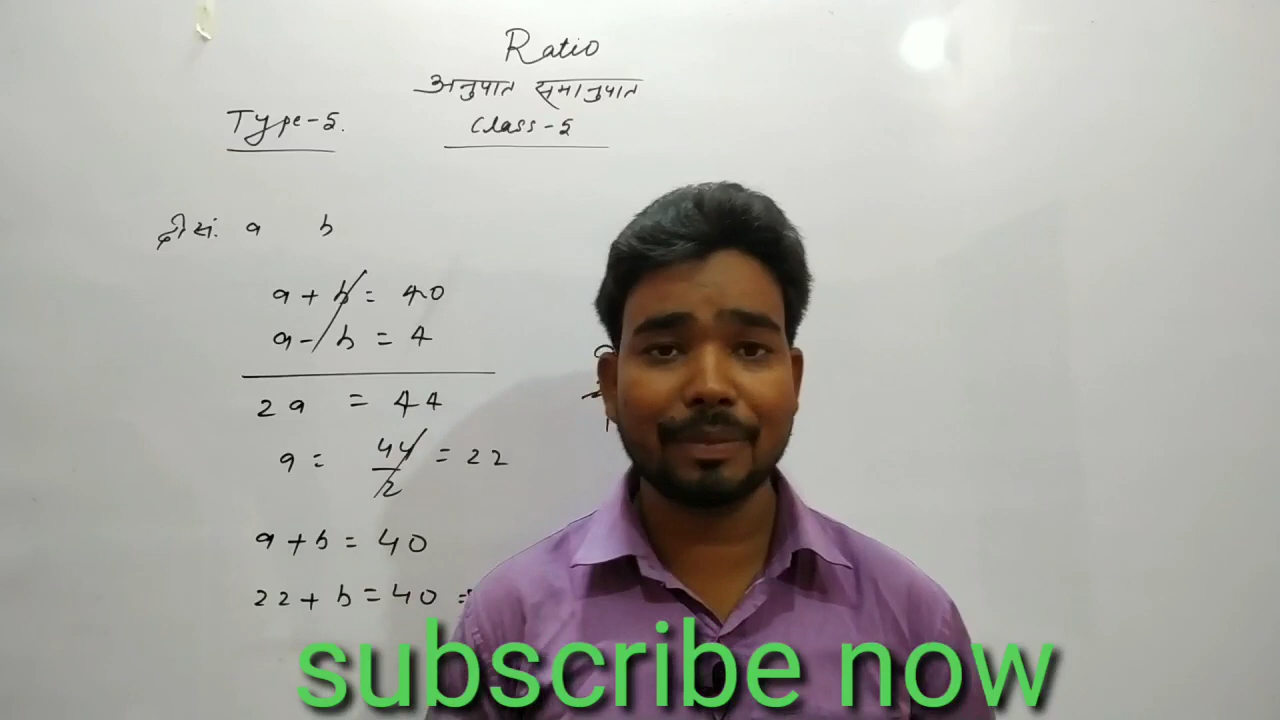 Ratio
अनुपात समानुपात
Type-5.
Class-5
a b
a + b = 40
a - b = 4
2a = 44
a = 44/2 = 22
a + b = 40
22 + b = 40 =
subscribe now